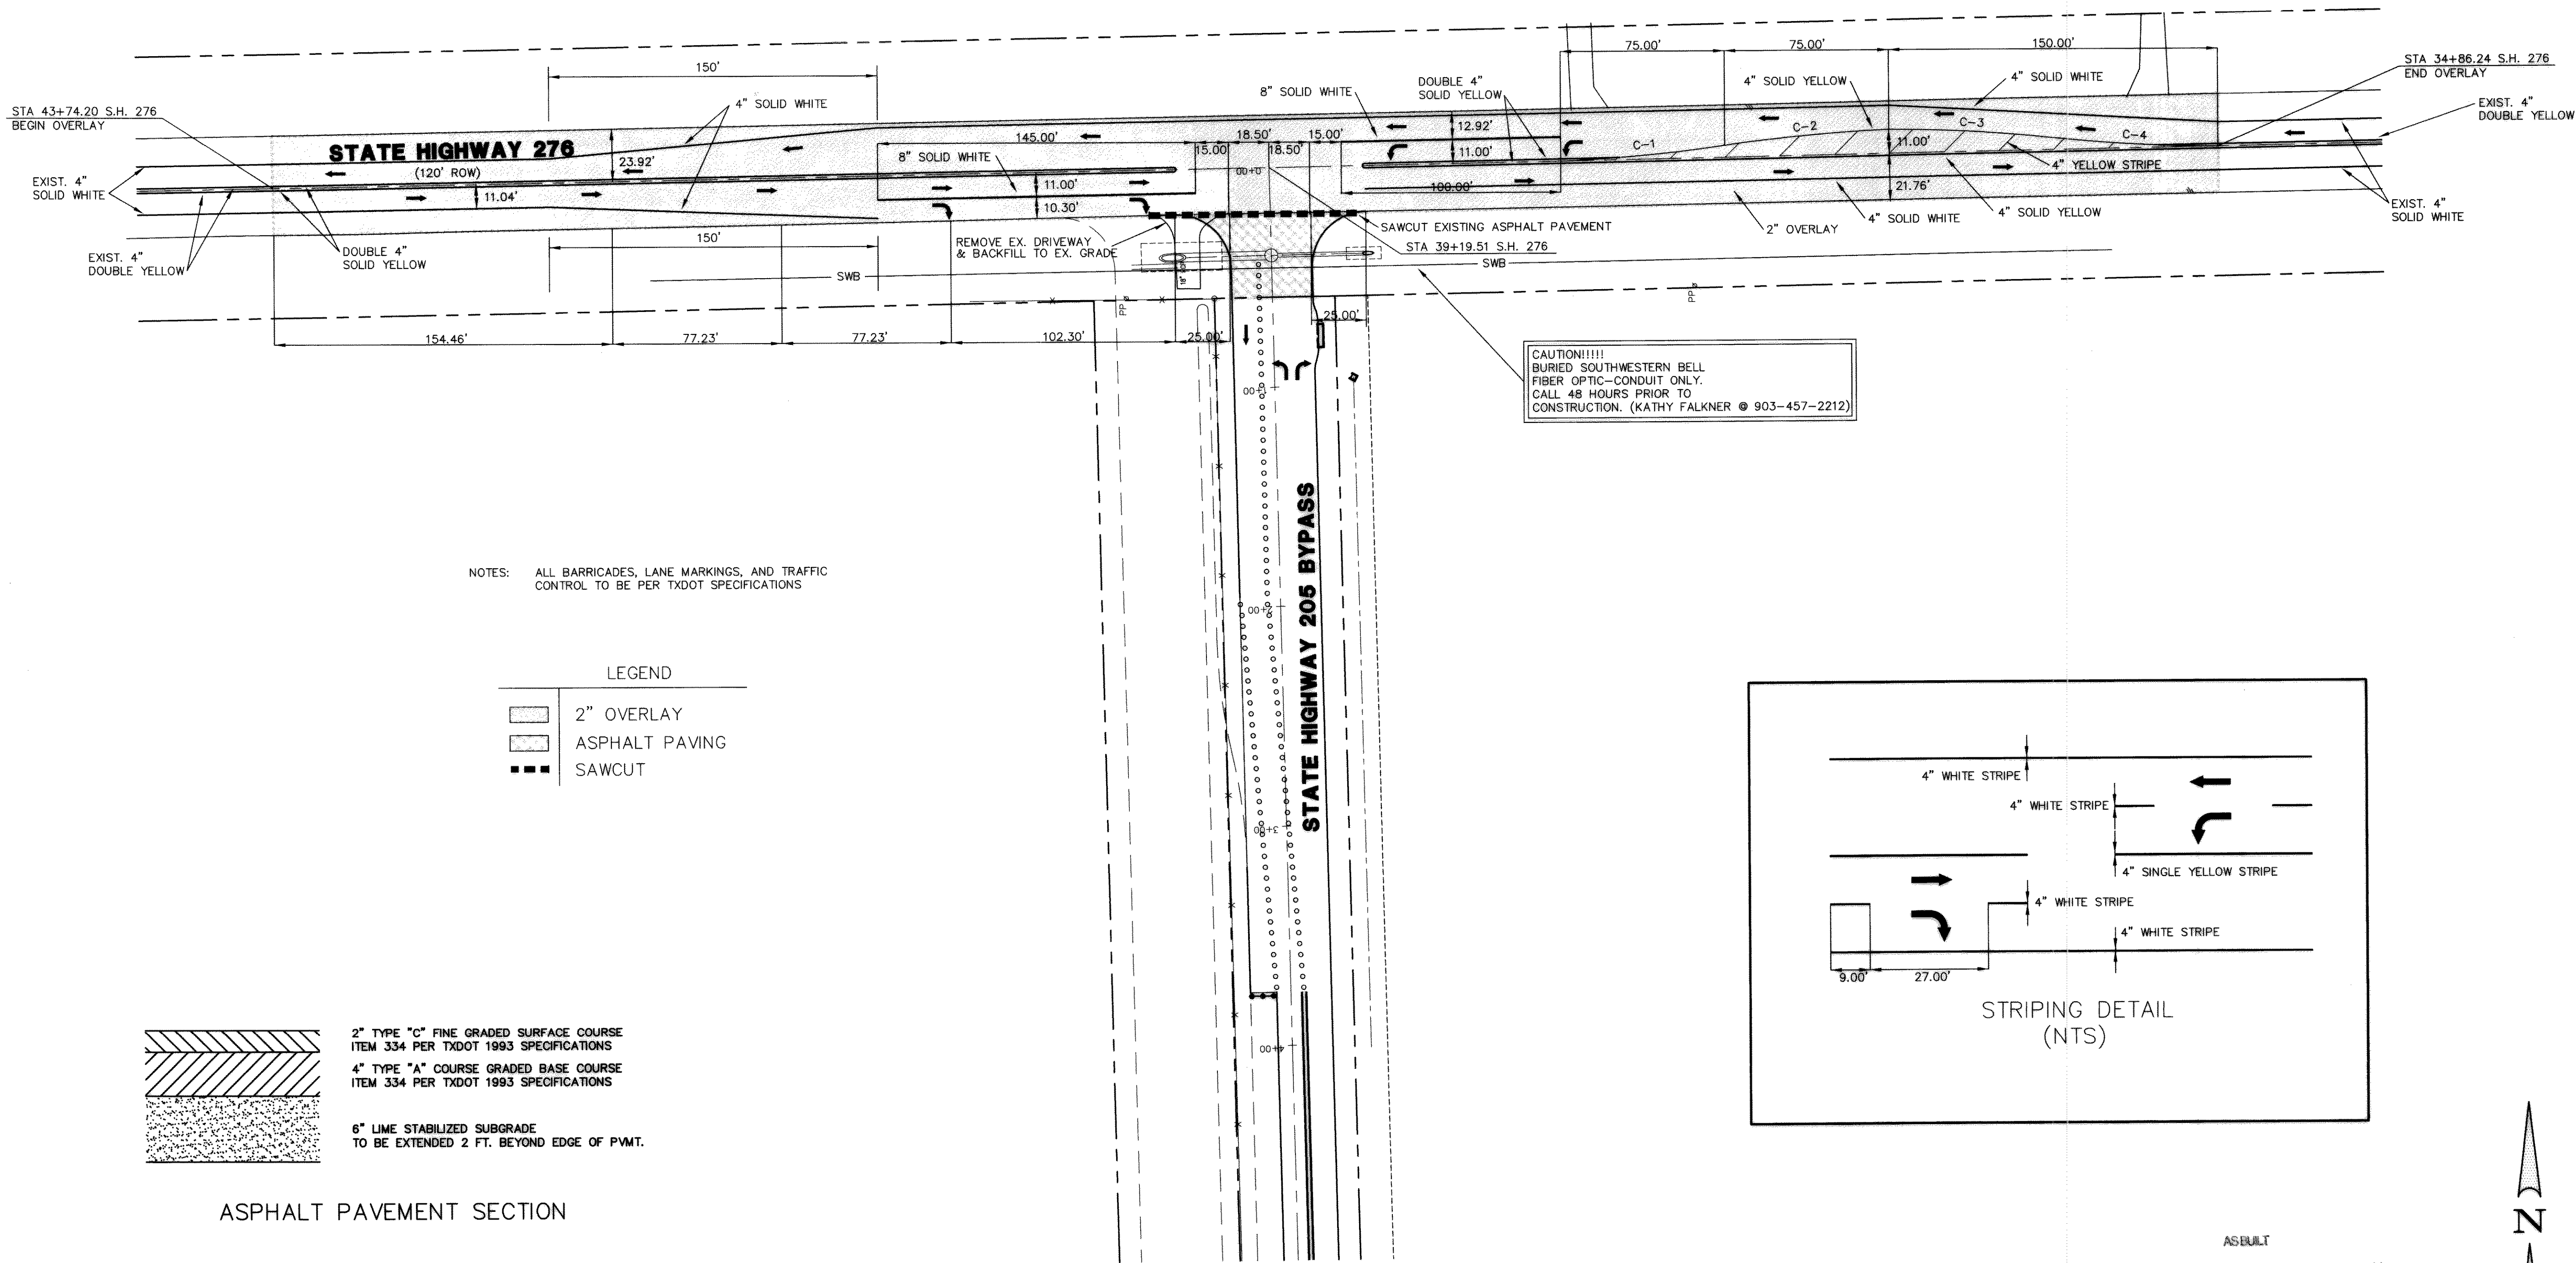 150'
75.00'
75.00'
150.00'
STA 34+86.24 S.H. 276
END OVERLAY
STA 43+74.20 S.H. 276
BEGIN OVERLAY
4" SOLID WHITE
8" SOLID WHITE
DOUBLE 4"
SOLID YELLOW
4" SOLID YELLOW
4" SOLID WHITE
EXIST. 4"
DOUBLE YELLOW
STATE HIGHWAY 276
(120' ROW)
23.92'
145.00'
8" SOLID WHITE
15.00'
18.50'
18.50'
15.00'
12.92'
11.00'
C-1
C-2
C-3
C-4
11.00'
4" YELLOW STRIPE
EXIST. 4"
SOLID WHITE
11.04'
11.00'
10.30'
0+00
100.00'
21.76'
EXIST. 4"
SOLID WHITE
4" SOLID YELLOW
4" SOLID WHITE
2" OVERLAY
SAWCUT EXISTING ASPHALT PAVEMENT
STA 39+19.51 S.H. 276
150'
REMOVE EX. DRIVEWAY
& BACKFILL TO EX. GRADE
EXIST. 4"
DOUBLE YELLOW
DOUBLE 4"
SOLID YELLOW
SWB
SWB
PP
PP
154.46'
77.23'
77.23'
102.30'
25.00'
25.00'
CAUTION!!!!!
BURIED SOUTHWESTERN BELL
FIBER OPTIC-CONDUIT ONLY.
CALL 48 HOURS PRIOR TO
CONSTRUCTION. (KATHY FALKNER @ 903-457-2212)
1+00
2+00
3+00
4+00
STATE HIGHWAY 205 BYPASS
NOTES: ALL BARRICADES, LANE MARKINGS, AND TRAFFIC
CONTROL TO BE PER TXDOT SPECIFICATIONS
LEGEND
2" OVERLAY
ASPHALT PAVING
SAWCUT
4" WHITE STRIPE
4" WHITE STRIPE
4" SINGLE YELLOW STRIPE
4" WHITE STRIPE
4" WHITE STRIPE
9.00'
27.00'
STRIPING DETAIL
(NTS)
2" TYPE "C" FINE GRADED SURFACE COURSE
ITEM 334 PER TXDOT 1993 SPECIFICATIONS
4" TYPE "A" COURSE GRADED BASE COURSE
ITEM 334 PER TXDOT 1993 SPECIFICATIONS
6" LIME STABILIZED SUBGRADE
TO BE EXTENDED 2 FT. BEYOND EDGE OF PVMT.
ASPHALT PAVEMENT SECTION
N
ASBUILT